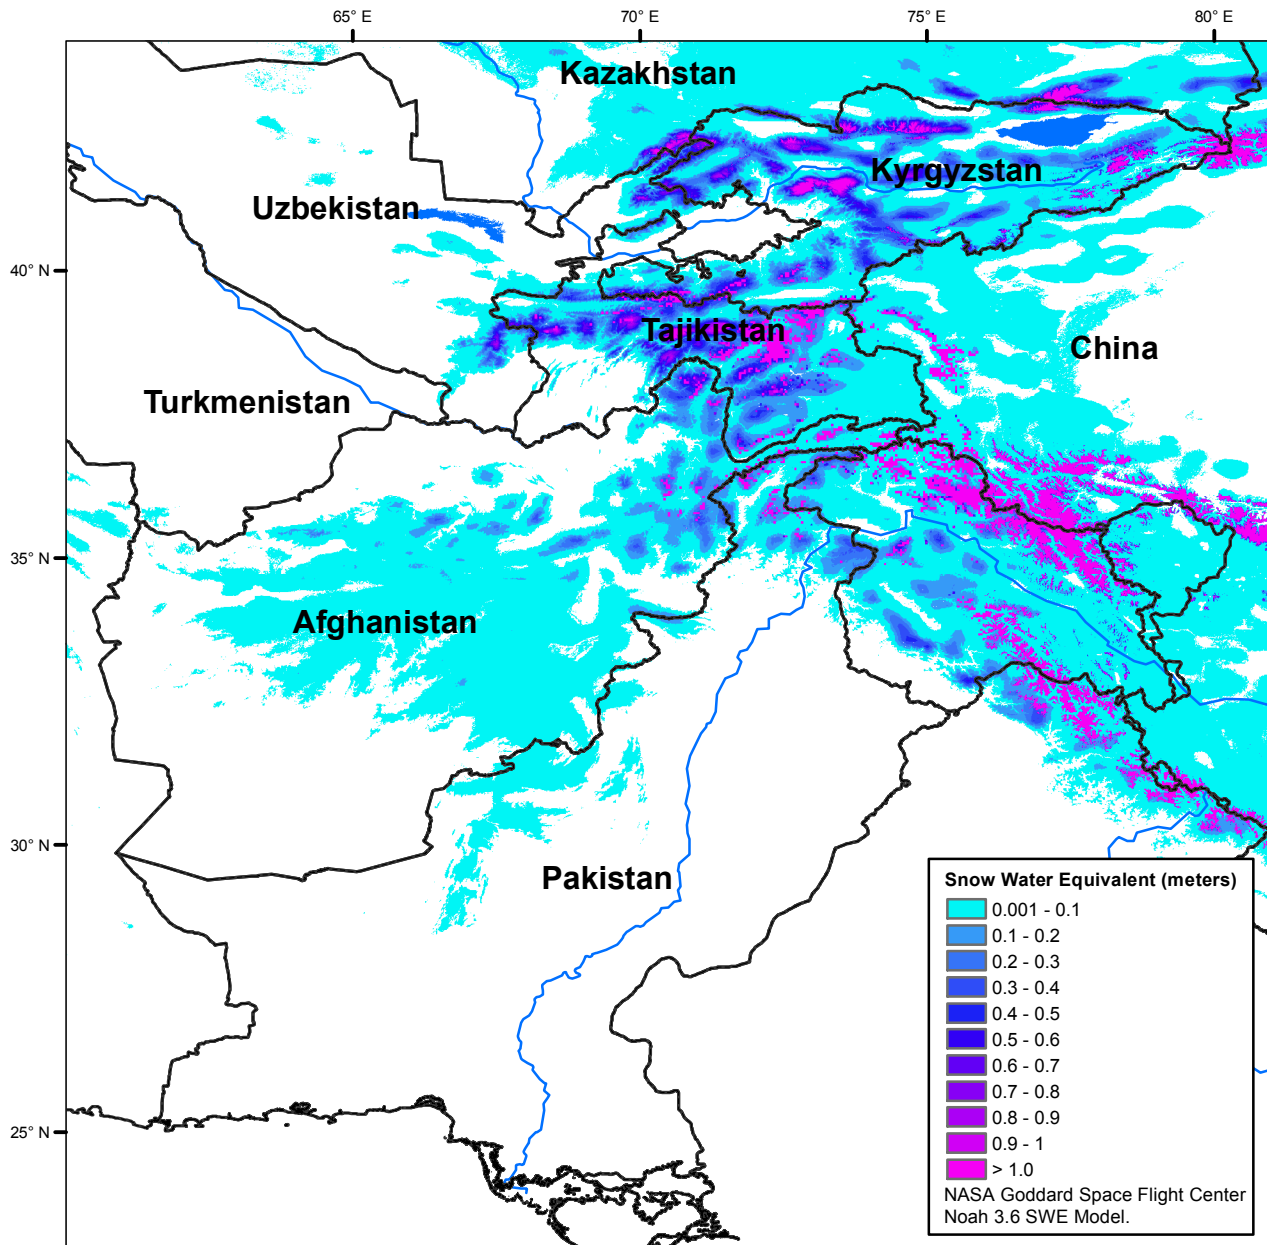 65° E
70° E
75° E
80° E
Kazakhstan
Kyrgyzstan
Uzbekistan
40° N
Tajikistan
China
Turkmenistan
35° N
Afghanistan
30° N
Pakistan
25° N
Snow Water Equivalent (meters)
0.001 - 0.1
0.1 - 0.2
0.2 - 0.3
0.3 - 0.4
0.4 - 0.5
0.5 - 0.6
0.6 - 0.7
0.7 - 0.8
0.8 - 0.9
0.9 - 1
> 1.0
NASA Goddard Space Flight Center
Noah 3.6 SWE Model.